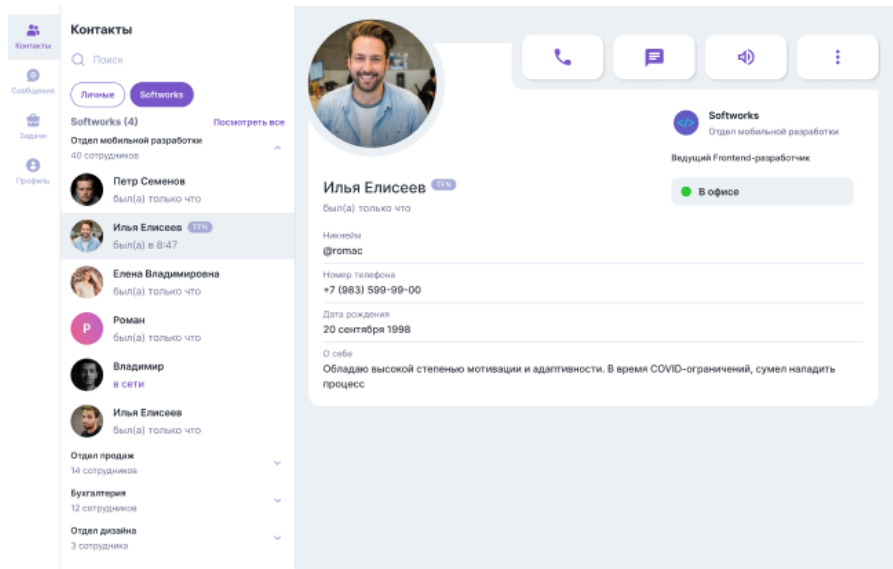 Контакты
Сообщения
Задачи
Профиль
Контакты
Поиск
Личные
Softworks
Softworks (4)
Посмотреть все
Отдел мобильной разработки
40 сотрудников
Петр Семенов
был(а) только что
Илья Елисеев TFN
был(а) в 8:47
Елена Владимировна
был(а) только что
Р
Роман
был(а) только что
Владимир
в сети
Илья Елисеев
был(а) только что
Отдел продаж
14 сотрудников
Бухгалтерия
12 сотрудников
Отдел дизайна
3 сотрудника
Илья Елисеев TFN
был(а) только что
</>
Softworks
Отдел мобильной разработки
Ведущий Frontend-разработчик
В офисе
Никнейм
@romac
Номер телефона
+7 (983) 599-99-00
Дата рождения
20 сентября 1998
О себе
Обладаю высокой степенью мотивации и адаптивности. В время COVID-ограничений, сумел наладить
процесс